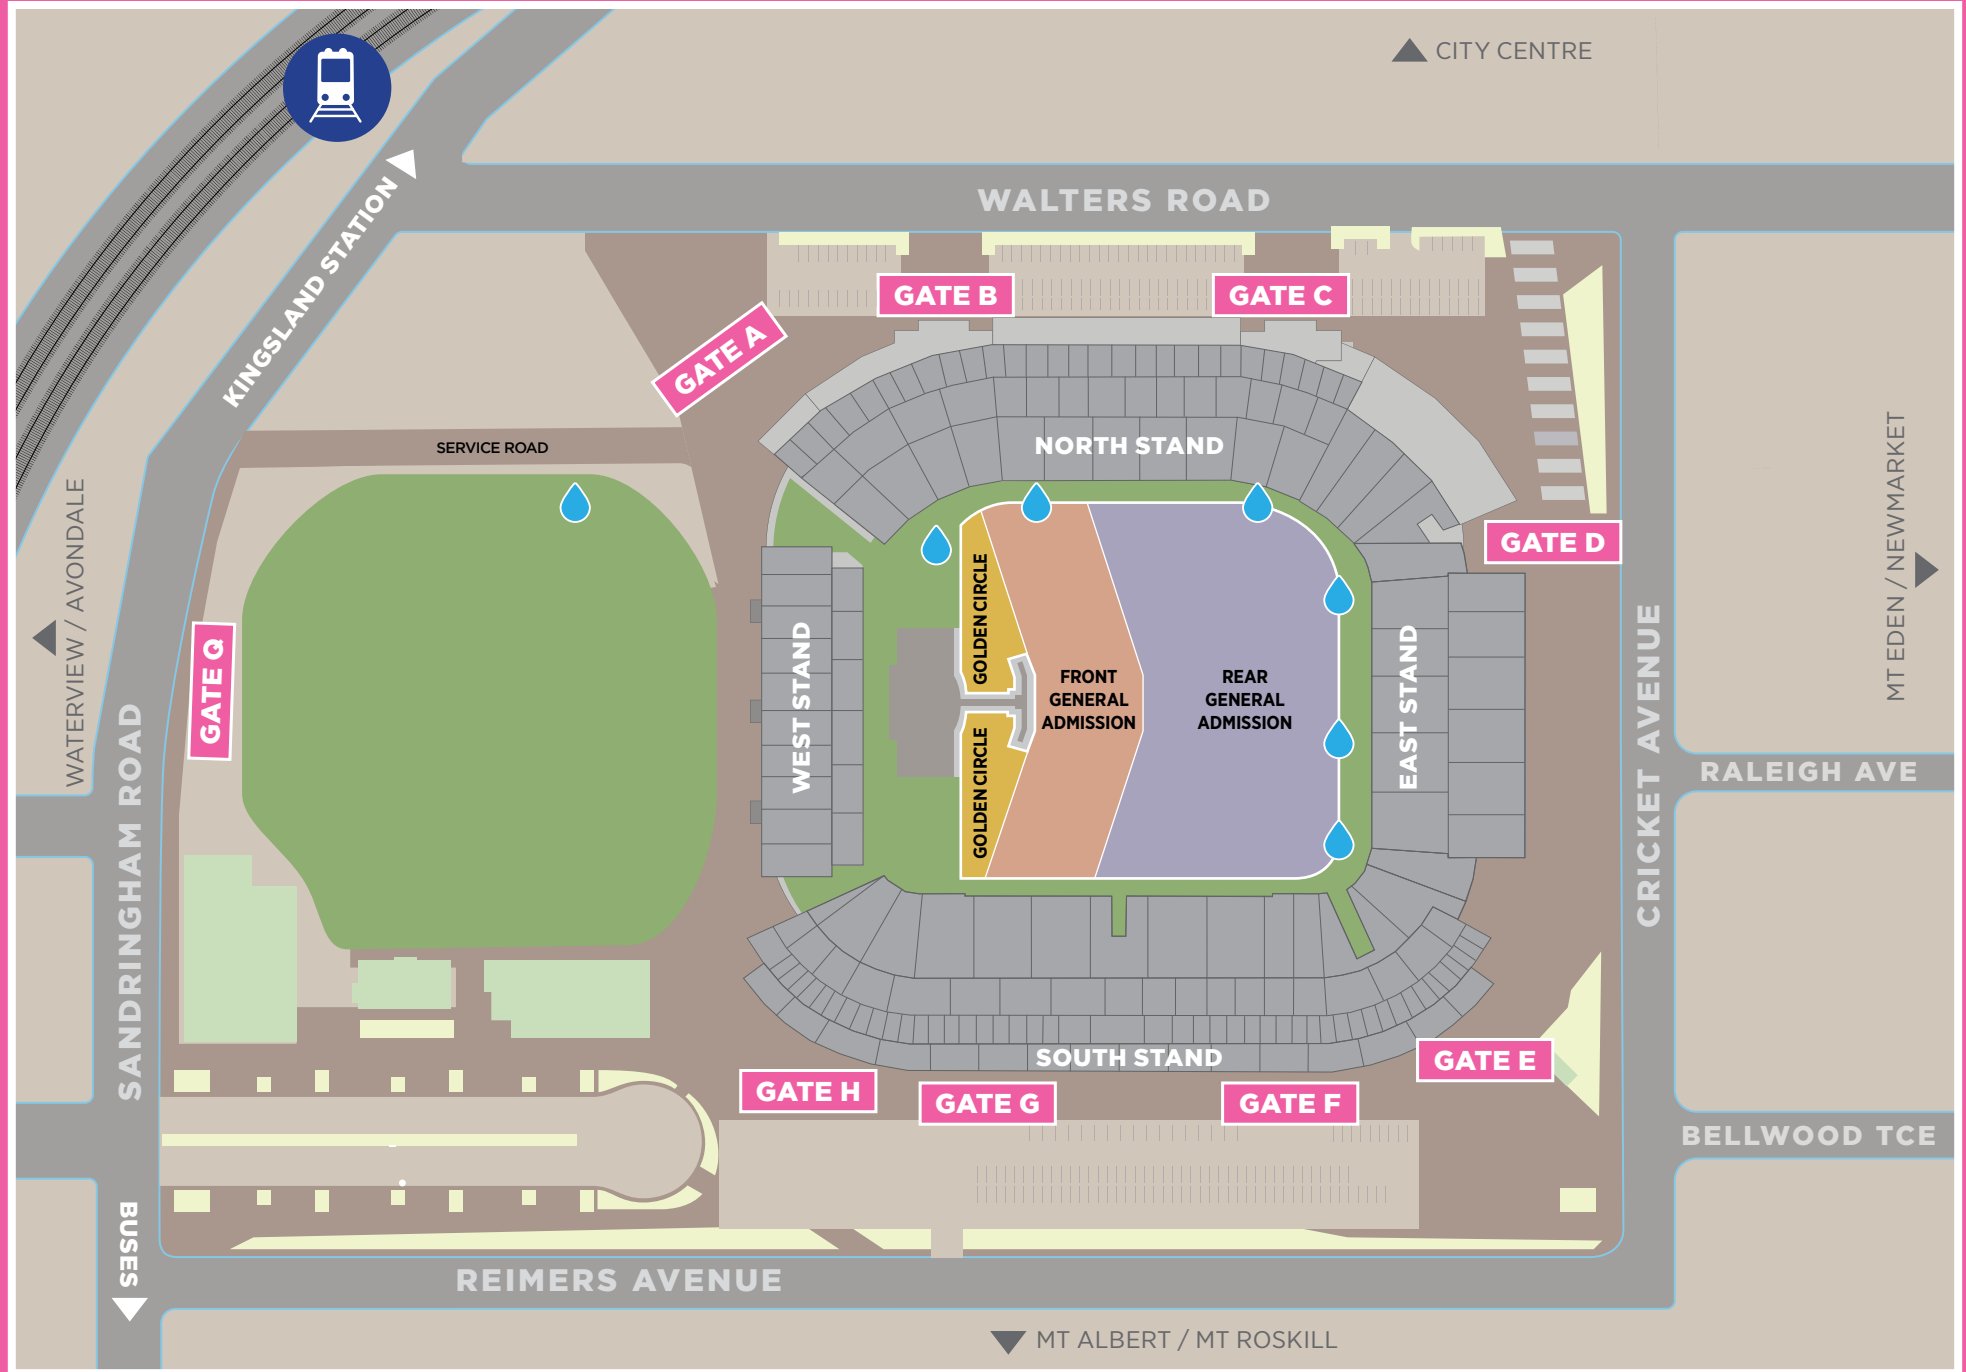 CITY CENTRE
WALTERS ROAD
KINGSLAND STATION
GATE B
GATE C
GATE A
NORTH STAND
SERVICE ROAD
GATE D
WATERVIEW / AVONDALE
MT EDEN / NEWMARKET
GATE Q
WEST STAND
GOLDEN CIRCLE
GOLDEN CIRCLE
FRONT
GENERAL
ADMISSION
REAR
GENERAL
ADMISSION
EAST STAND
CRICKET AVENUE
RALEIGH AVE
SANDRINGHAM ROAD
SOUTH STAND
GATE E
GATE H
GATE G
GATE F
BELLWOOD TCE
BUSES
REIMERS AVENUE
MT ALBERT / MT ROSKILL